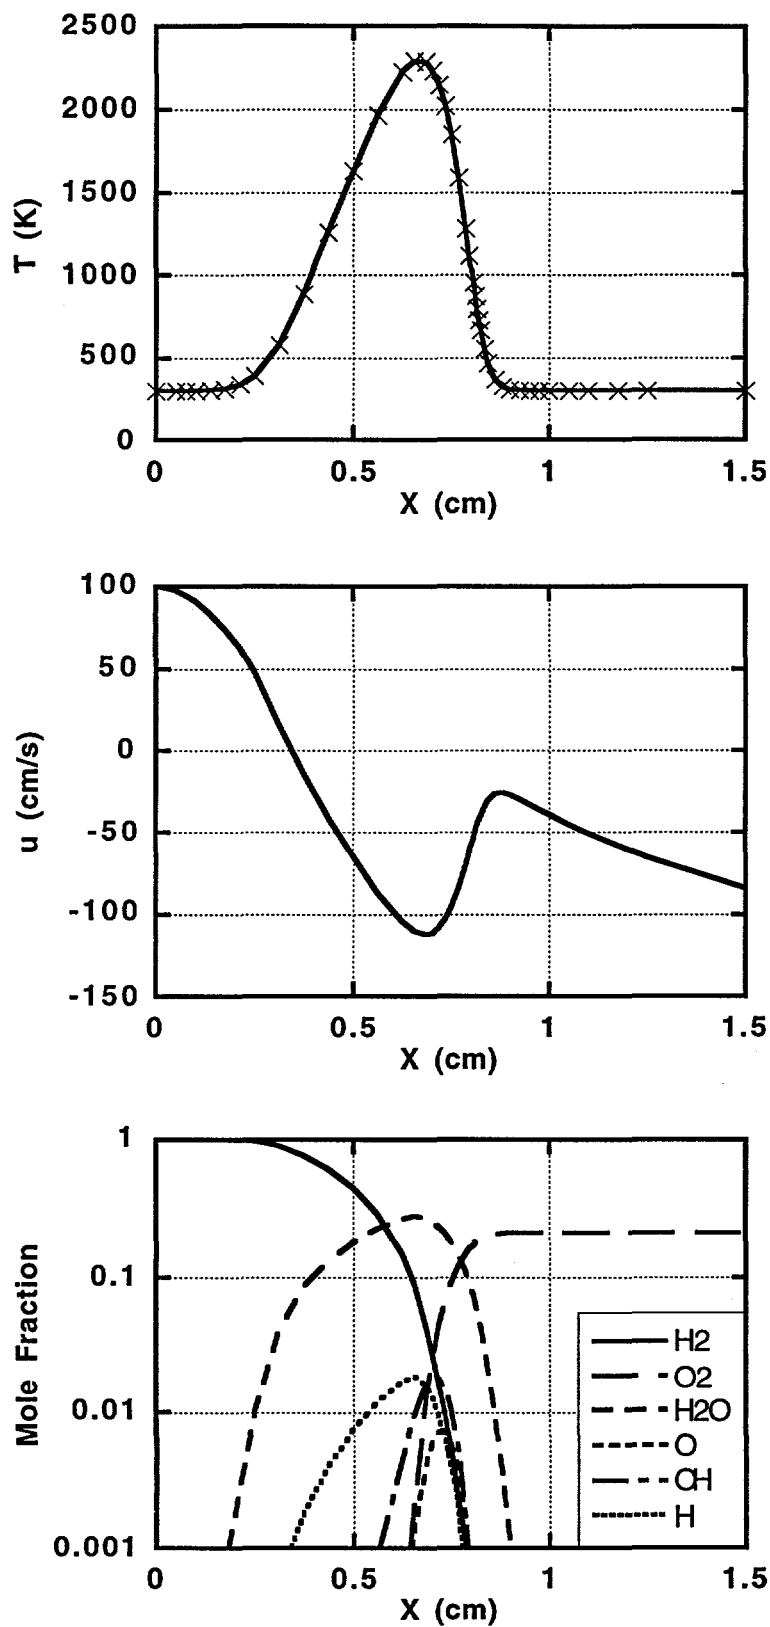 2500
2000
1500
1000
500
0
T (K)
0 0.5 1 1.5
X (cm)
100
50
0
-50
-100
-150
u (cm/s)
0 0.5 1 1.5
X (cm)
1
0.1
0.01
0.001
Mole Fraction
H2
O2
H2O
O
OH
H
0 0.5 1 1.5
X (cm)